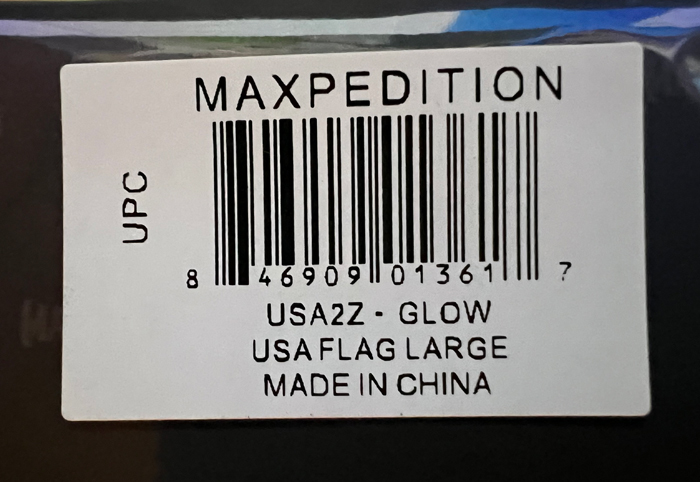 MAXPEDITION
UPC
8 46909 01361 7
USA2Z - GLOW
USA FLAG LARGE
MADE IN CHINA